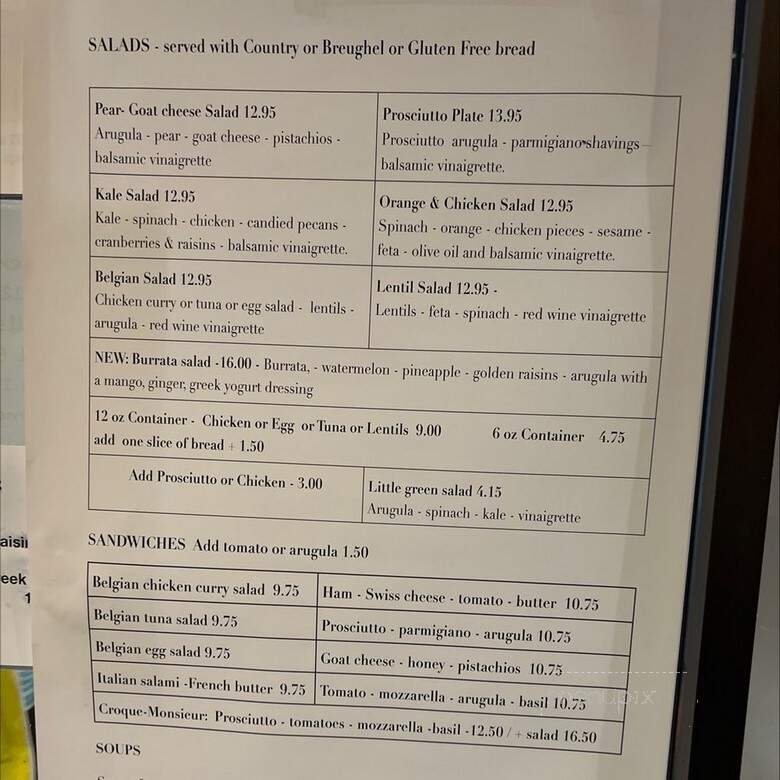 SALADS - served with Country or Breughel or Gluten Free bread
Pear- Goat cheese Salad 12.95
Arugula - pear - goat cheese - pistachios -
balsamic vinaigrette
Prosciutto Plate 13.95
Prosciutto arugula - parmigiano shavings
balsamic vinaigrette.
Kale Salad 12.95
Kale - spinach - chicken - candied pecans -
cranberries & raisins - balsamic vinaigrette.
Orange & Chicken Salad 12.95
Spinach - orange - chicken pieces - sesame -
feta - olive oil and balsamic vinaigrette.
Belgian Salad 12.95
Chicken curry or tuna or egg salad - lentils -
arugula - red wine vinaigrette
Lentil Salad 12.95 -
Lentils - feta - spinach - red wine vinaigrette
NEW: Burrata salad -16.00 - Burrata, - watermelon - pineapple - golden raisins - arugula with
a mango, ginger, greek yogurt dressing
12 oz Container - Chicken or Egg or Tuna or Lentils 9.00 6 oz Container 4.75
add one slice of bread + 1.50
Add Prosciutto or Chicken - 3.00
Little green salad 4.15
Arugula - spinach - kale - vinaigrette
SANDWICHES Add tomato or arugula 1.50
Belgian chicken curry salad 9.75
Ham - Swiss cheese - tomato - butter 10.75
Belgian tuna salad 9.75
Prosciutto - parmigiano - arugula 10.75
Belgian egg salad 9.75
Goat cheese - honey - pistachios 10.75
Italian salami -French butter 9.75
Tomato - mozzarella - arugula - basil 10.75
Croque-Monsieur: Prosciutto - tomatoes - mozzarella -basil -12.50 / + salad 16.50
SOUPS
aisin
eek
1